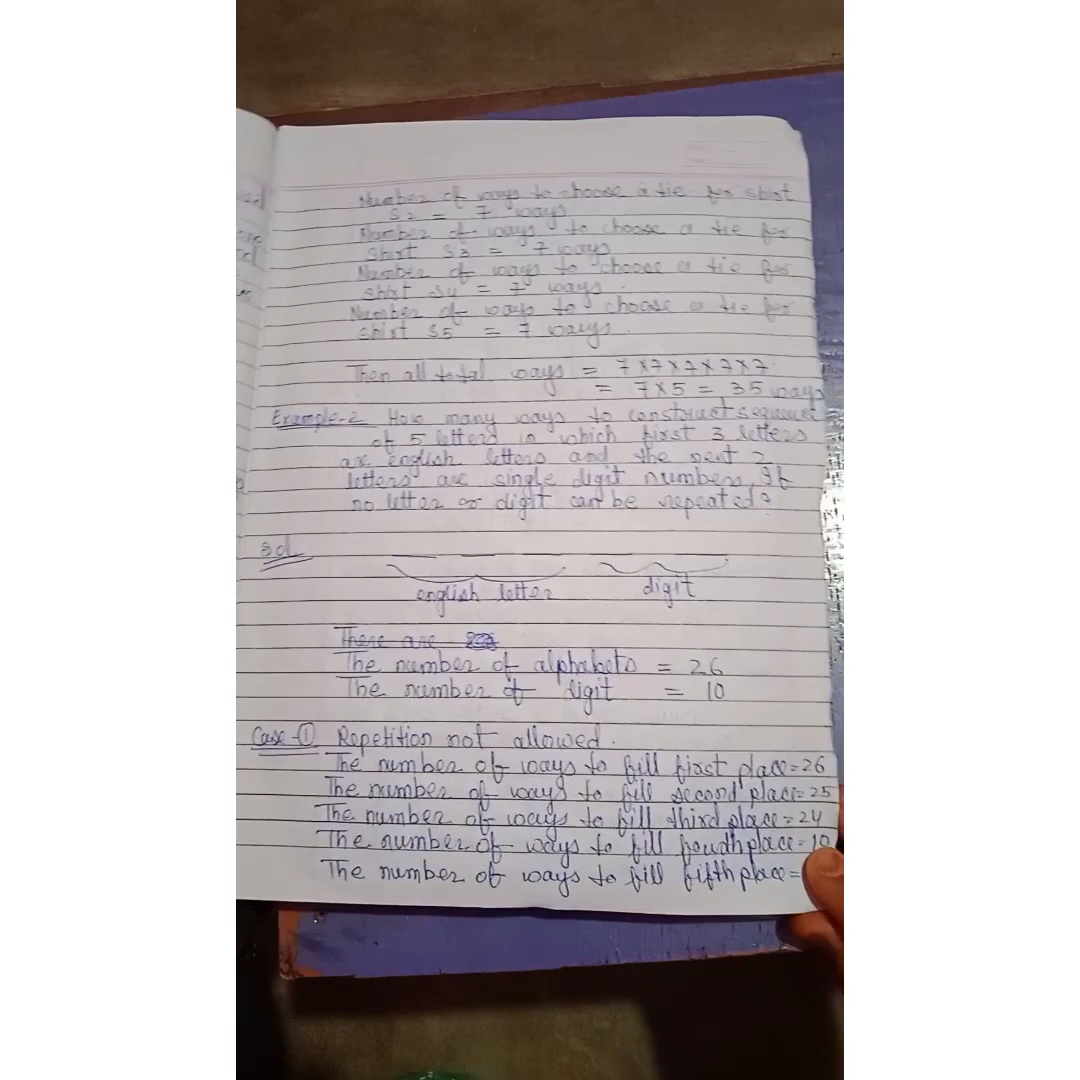 Number of ways to choose a tie for shirt
S2 = 7 ways
Number of ways to choose a tie for
shirt S3 = 7 ways
Number of ways to choose a tie for
shirt S4 = 7 ways.
Number of ways to choose a tie for
shirt S5 = 7 ways.
Then all total ways = 7×7×7×7×7.
= 7×5 = 35 ways
Example-2 How many ways to construct sequence
of 5 letters in which first 3 letters
are english letters and the next 2
letters are single digit numbers. If
no letter or digit can be repeated?
Sol
english letter digit
There are
The number of alphabets = 26
The number of digit = 10
Case-① Repetition not allowed.
The number of ways to fill first place=26
The number of ways to fill second place=25
The number of ways to fill third place=24
The number of ways to fill fourth place=10
The number of ways to fill fifth place=